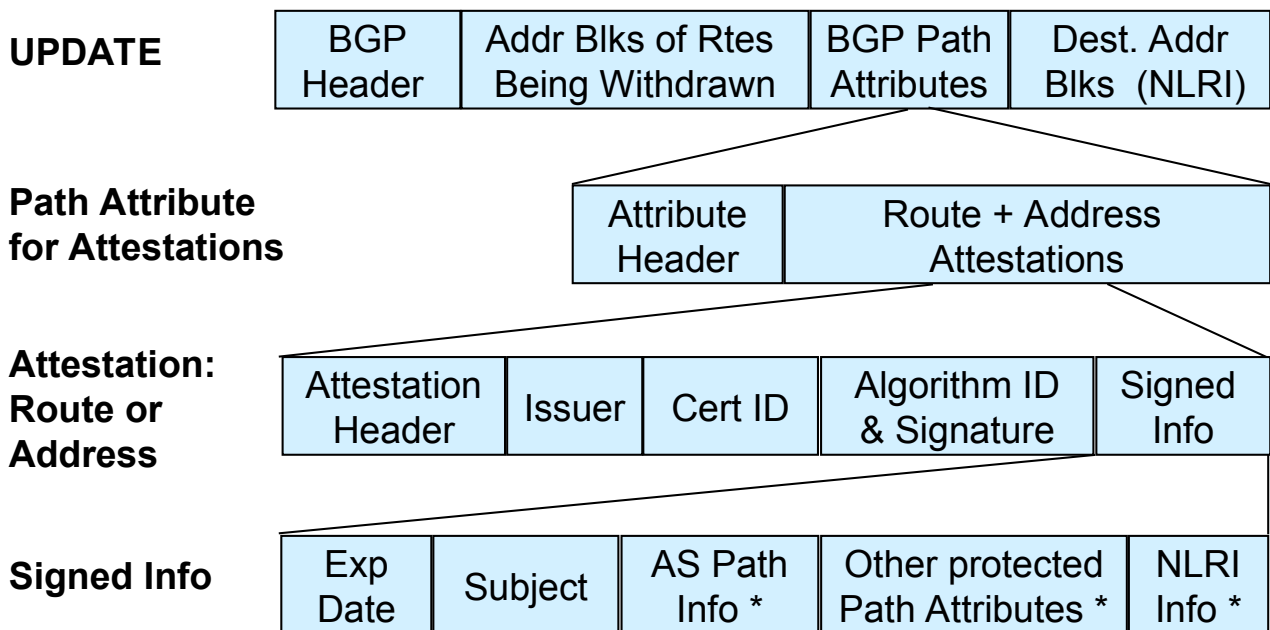 UPDATE
BGP
Header
Addr Blks of Rtes
Being Withdrawn
BGP Path
Attributes
Dest. Addr
Blks (NLRI)
Path Attribute
for Attestations
Attribute
Header
Route + Address
Attestations
Attestation:
Route or
Address
Attestation
Header
Issuer
Cert ID
Algorithm ID
& Signature
Signed
Info
Signed Info
Exp
Date
Subject
AS Path
Info *
Other protected
Path Attributes *
NLRI
Info *